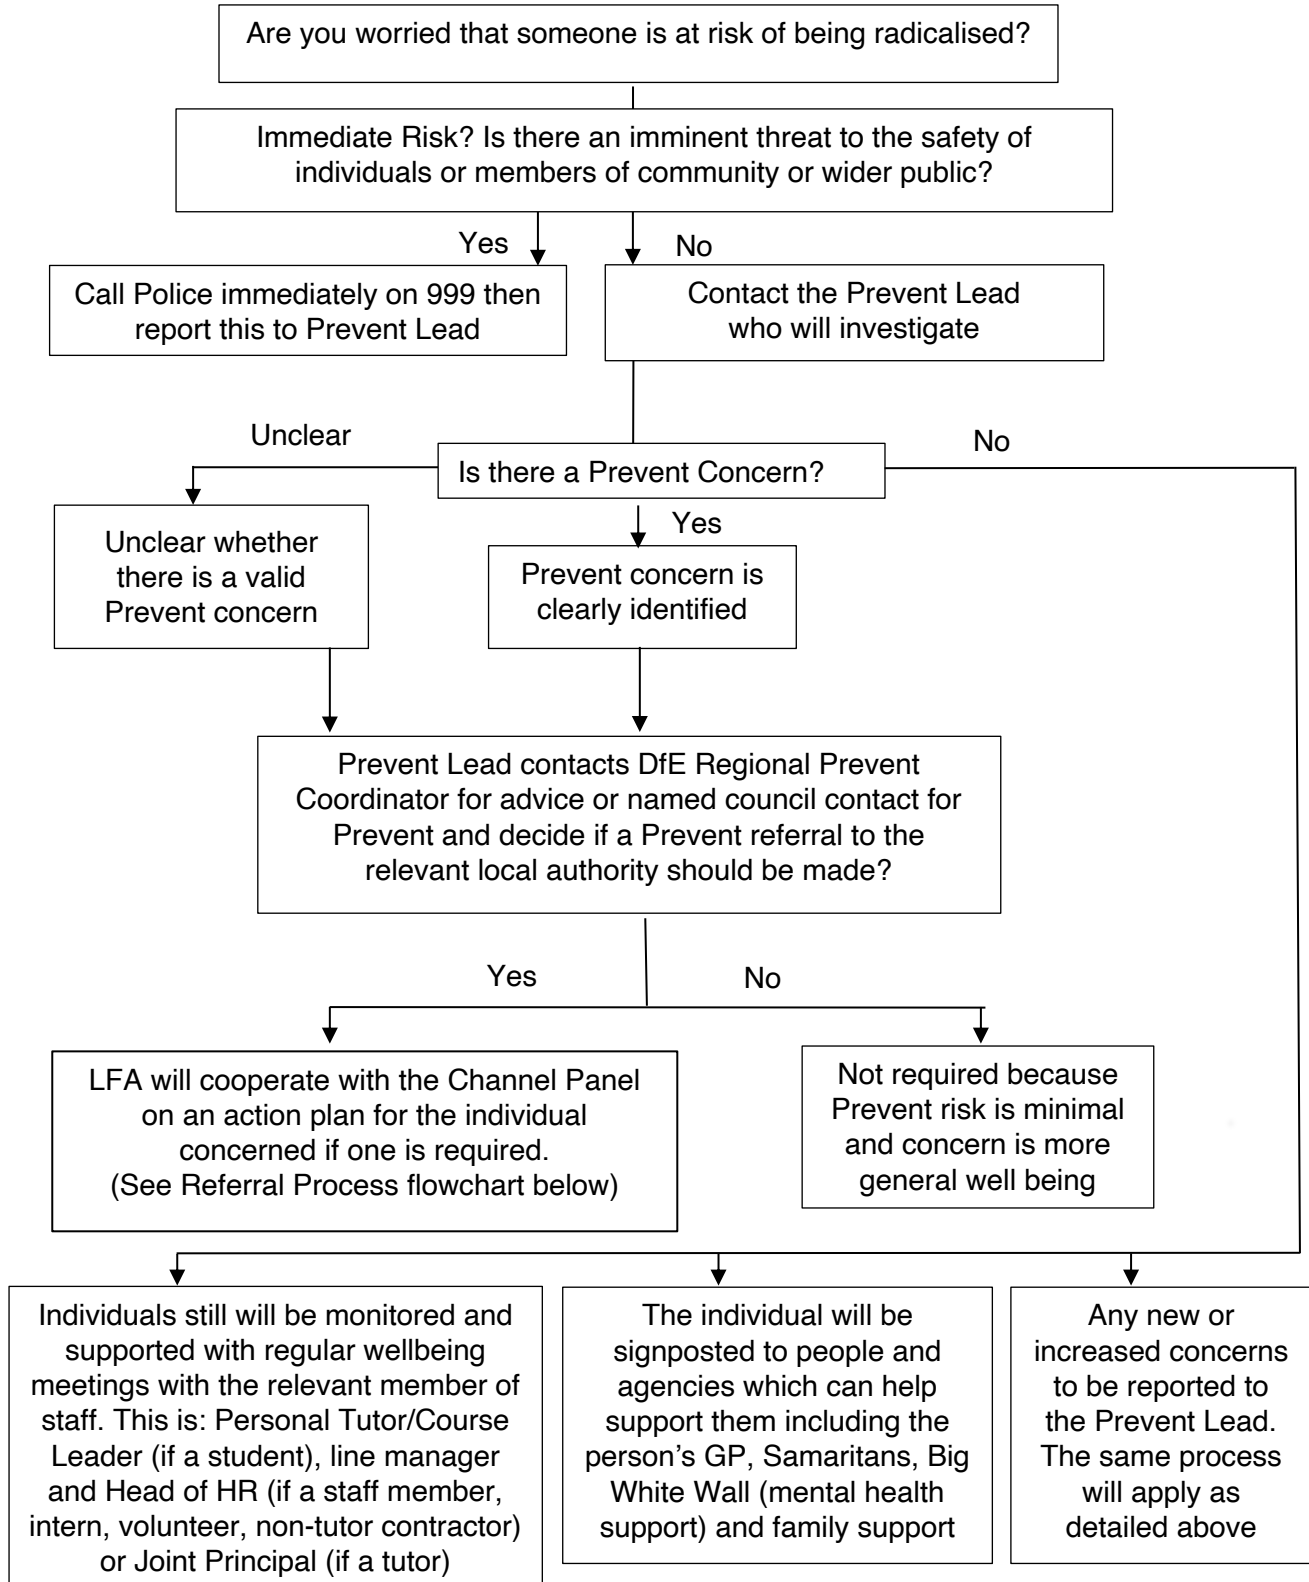 Are you worried that someone is at risk of being radicalised?
Immediate Risk? Is there an imminent threat to the safety of
individuals or members of community or wider public?
Yes
No
Call Police immediately on 999 then
report this to Prevent Lead
Contact the Prevent Lead
who will investigate
Unclear
Is there a Prevent Concern?
No
Yes
Unclear whether
there is a valid
Prevent concern
Prevent concern is
clearly identified
Prevent Lead contacts DfE Regional Prevent
Coordinator for advice or named council contact for
Prevent and decide if a Prevent referral to the
relevant local authority should be made?
Yes
No
LFA will cooperate with the Channel Panel
on an action plan for the individual
concerned if one is required.
(See Referral Process flowchart below)
Not required because
Prevent risk is minimal
and concern is more
general well being
Individuals still will be monitored and
supported with regular wellbeing
meetings with the relevant member of
staff. This is: Personal Tutor/Course
Leader (if a student), line manager
and Head of HR (if a staff member,
intern, volunteer, non-tutor contractor)
or Joint Principal (if a tutor)
The individual will be
signposted to people and
agencies which can help
support them including the
person’s GP, Samaritans, Big
White Wall (mental health
support) and family support
Any new or
increased concerns
to be reported to
the Prevent Lead.
The same process
will apply as
detailed above